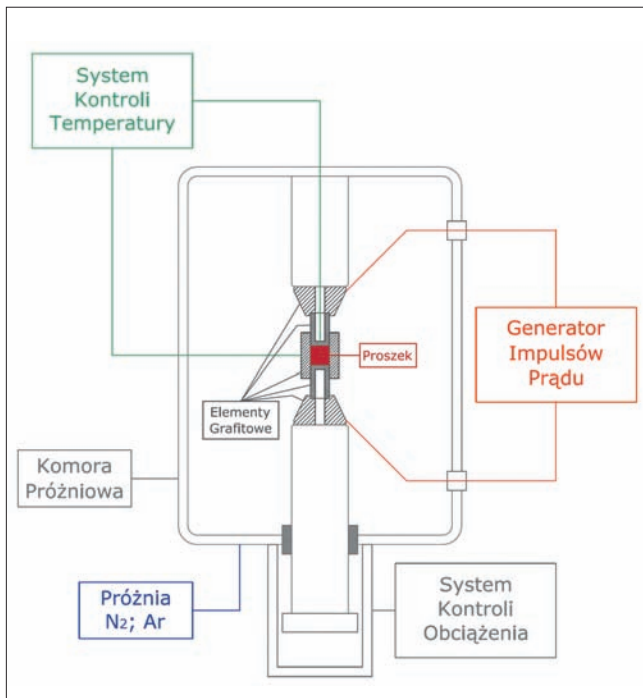 System
Kontroli
Temperatury
Generator
Impulsów
Prądu
Proszek
Elementy
Grafitowe
Komora
Próżniowa
Próżnia
N2; Ar
System
Kontroli
Obciążenia